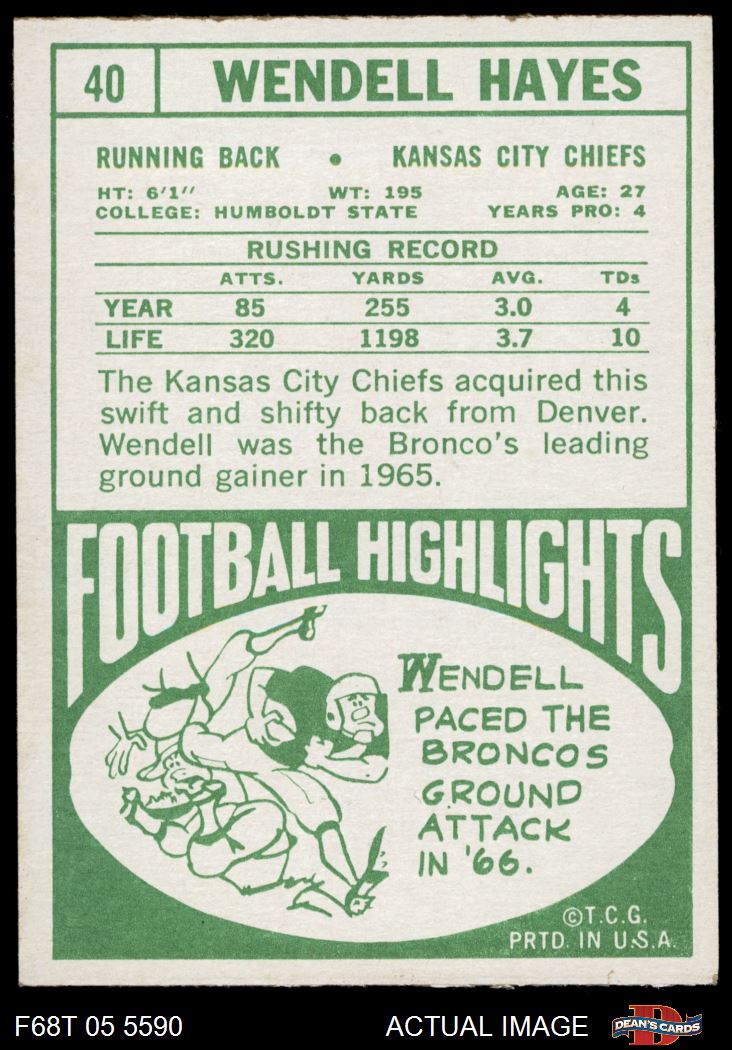 40 WENDELL HAYES
RUNNING BACK • KANSAS CITY CHIEFS
HT: 6'1" WT: 195 AGE: 27
COLLEGE: HUMBOLDT STATE YEARS PRO: 4
RUSHING RECORD
ATTS. YARDS AVG. TDs
YEAR 85 255 3.0 4
LIFE 320 1198 3.7 10
The Kansas City Chiefs acquired this
swift and shifty back from Denver.
Wendell was the Bronco's leading
ground gainer in 1965.
FOOTBALL HIGHLIGHTS
WENDELL
PACED THE
BRONCOS
GROUND
ATTACK
IN '66.
©T.C.G.
PRTD. IN U.S.A.
F68T 05 5590 ACTUAL IMAGE D DEAN'S CARDS